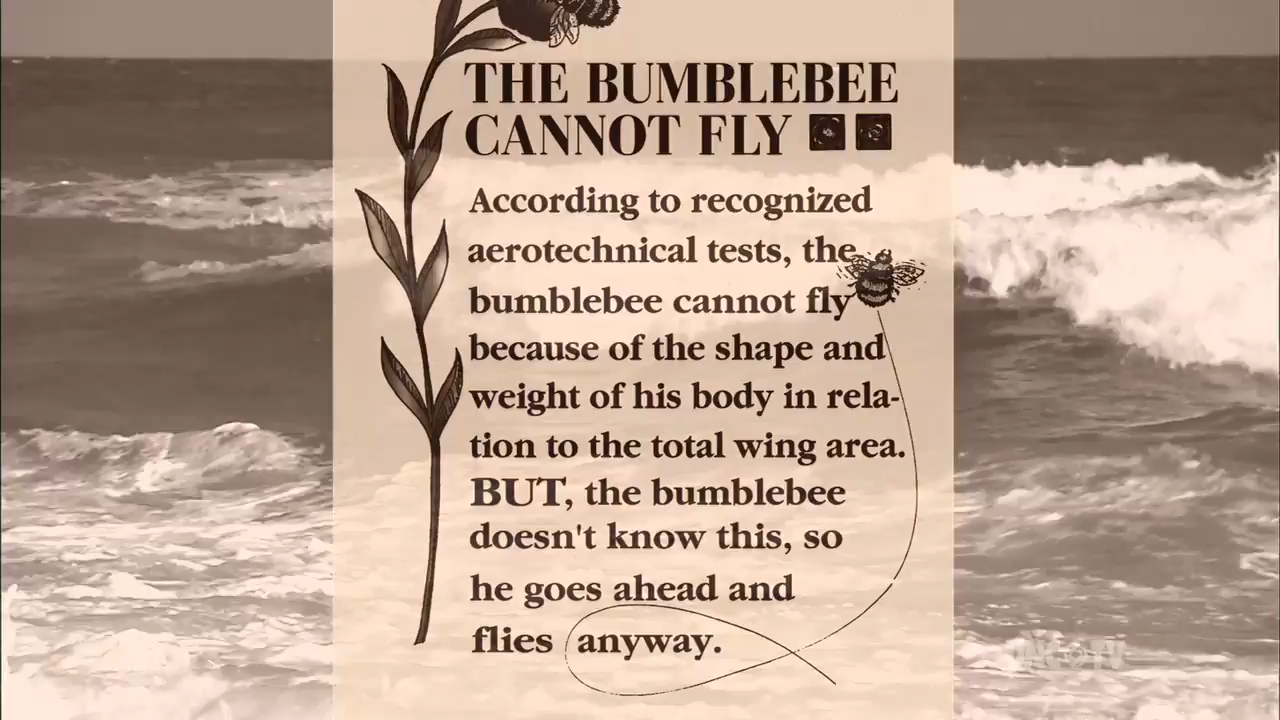 THE BUMBLEBEE
CANNOT FLY
According to recognized
aerotechnical tests, the
bumblebee cannot fly
because of the shape and
weight of his body in rela-
tion to the total wing area.
BUT, the bumblebee
doesn't know this, so
he goes ahead and
flies anyway.